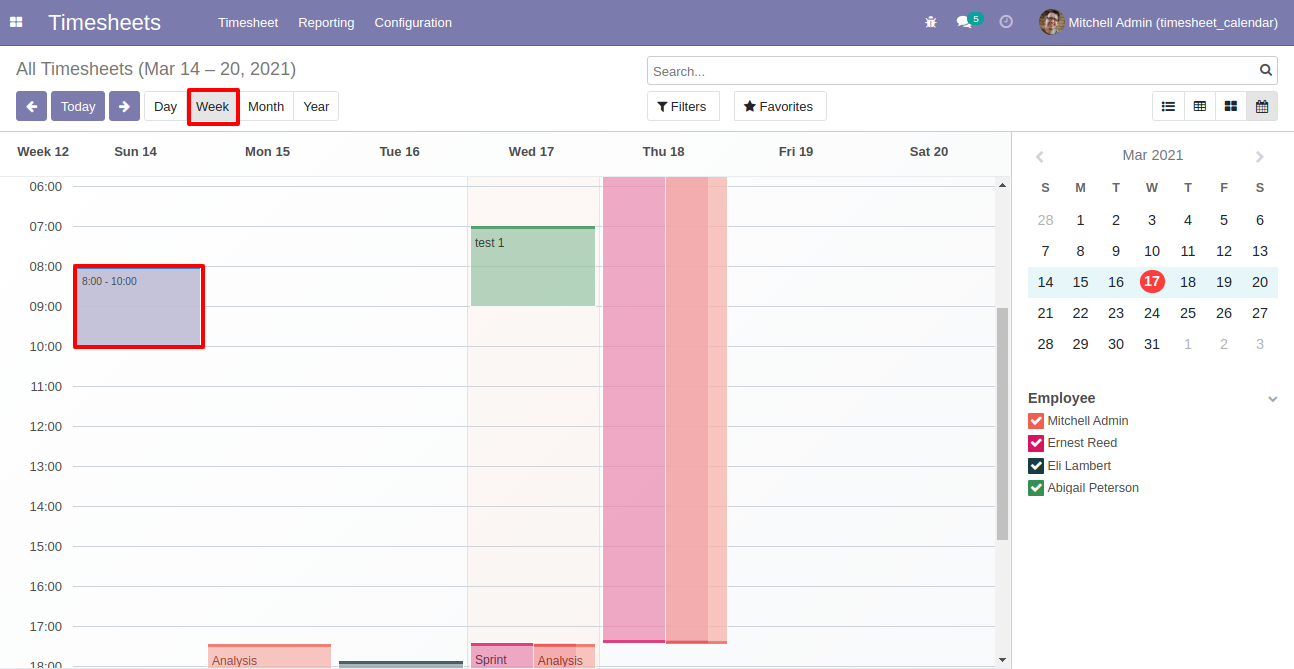 Timesheets Timesheet Reporting Configuration 5 Mitchell Admin (timesheet_calendar)
All Timesheets (Mar 14 – 20, 2021) Search...
Today Day Week Month Year Filters Favorites
Week 12 Sun 14 Mon 15 Tue 16 Wed 17 Thu 18 Fri 19 Sat 20
06:00
07:00
test 1
08:00
8:00 - 10:00
09:00
10:00
11:00
12:00
13:00
14:00
15:00
16:00
17:00
Analysis Sprint Analysis
18:00
Mar 2021
S M T W T F S
28 1 2 3 4 5 6
7 8 9 10 11 12 13
14 15 16 17 18 19 20
21 22 23 24 25 26 27
28 29 30 31 1 2 3
Employee
Mitchell Admin
Ernest Reed
Eli Lambert
Abigail Peterson